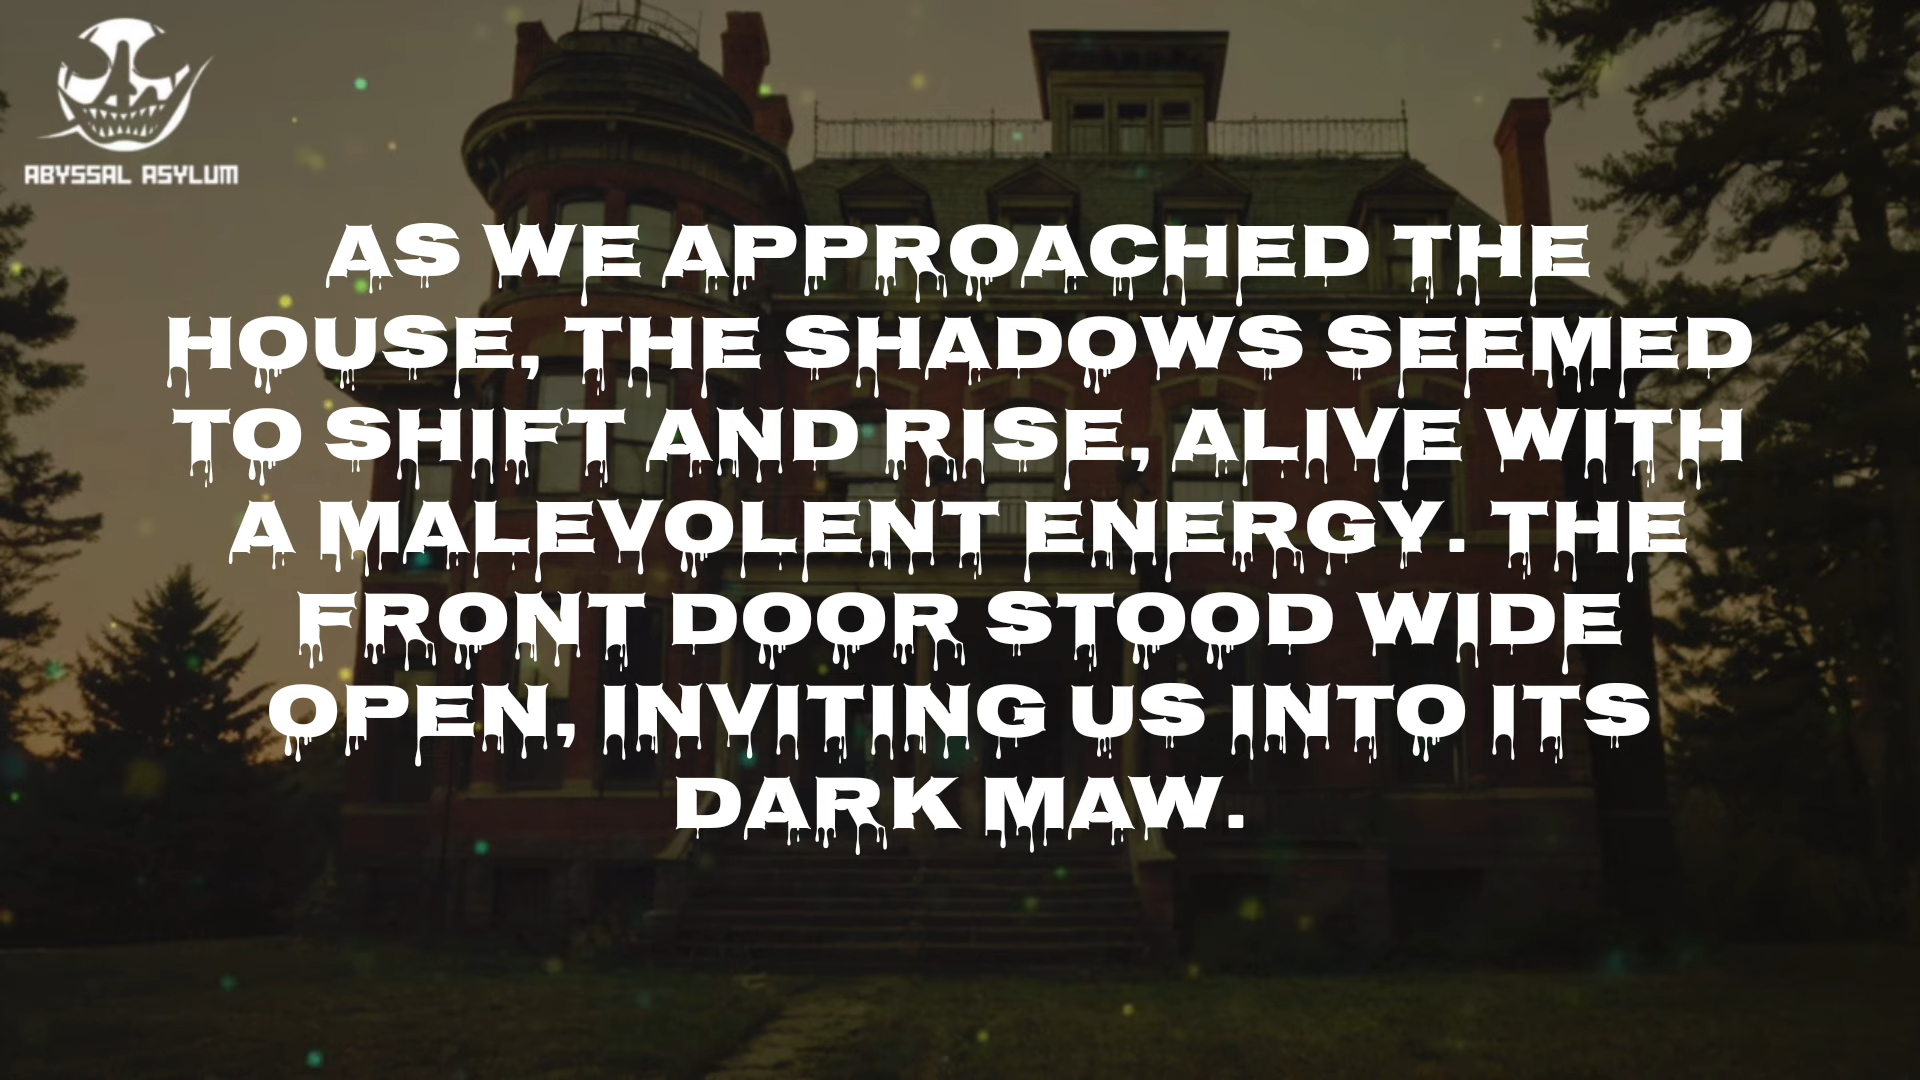 ABYSSAL ASYLUM
AS WE APPROACHED THE
HOUSE, THE SHADOWS SEEMED
TO SHIFT AND RISE, ALIVE WITH
A MALEVOLENT ENERGY. THE
FRONT DOOR STOOD WIDE
OPEN, INVITING US INTO ITS
DARK MAW.